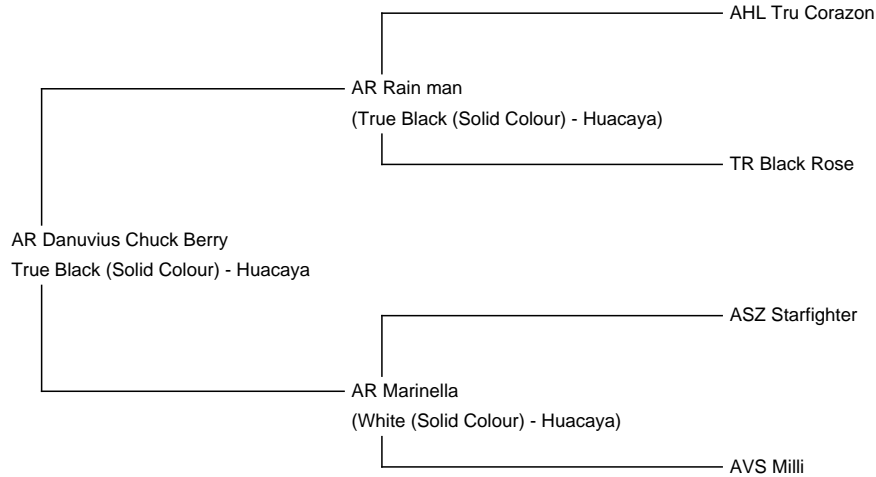 AHL Tru Corazon
AR Rain man
(True Black (Solid Colour) - Huacaya)
TR Black Rose
AR Danuvius Chuck Berry
True Black (Solid Colour) - Huacaya
ASZ Starfighter
AR Marinella
(White (Solid Colour) - Huacaya)
AVS Milli